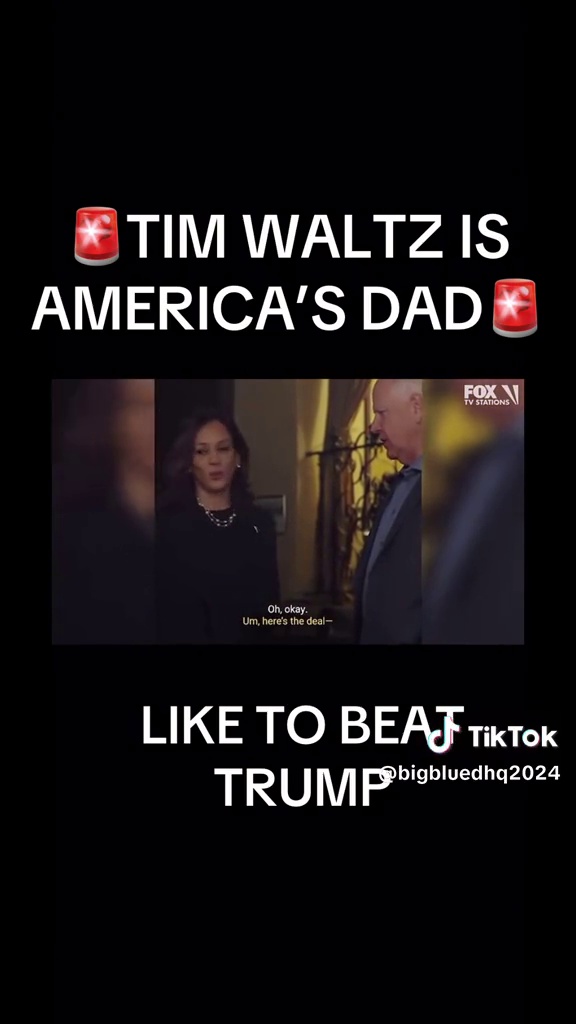 🚨TIM WALTZ IS
AMERICA’S DAD🚨
FOX
TV STATIONS
Oh, okay.
Um, here's the deal—
LIKE TO BEAT
TRUMP
TikTok
@bigbluedhq2024